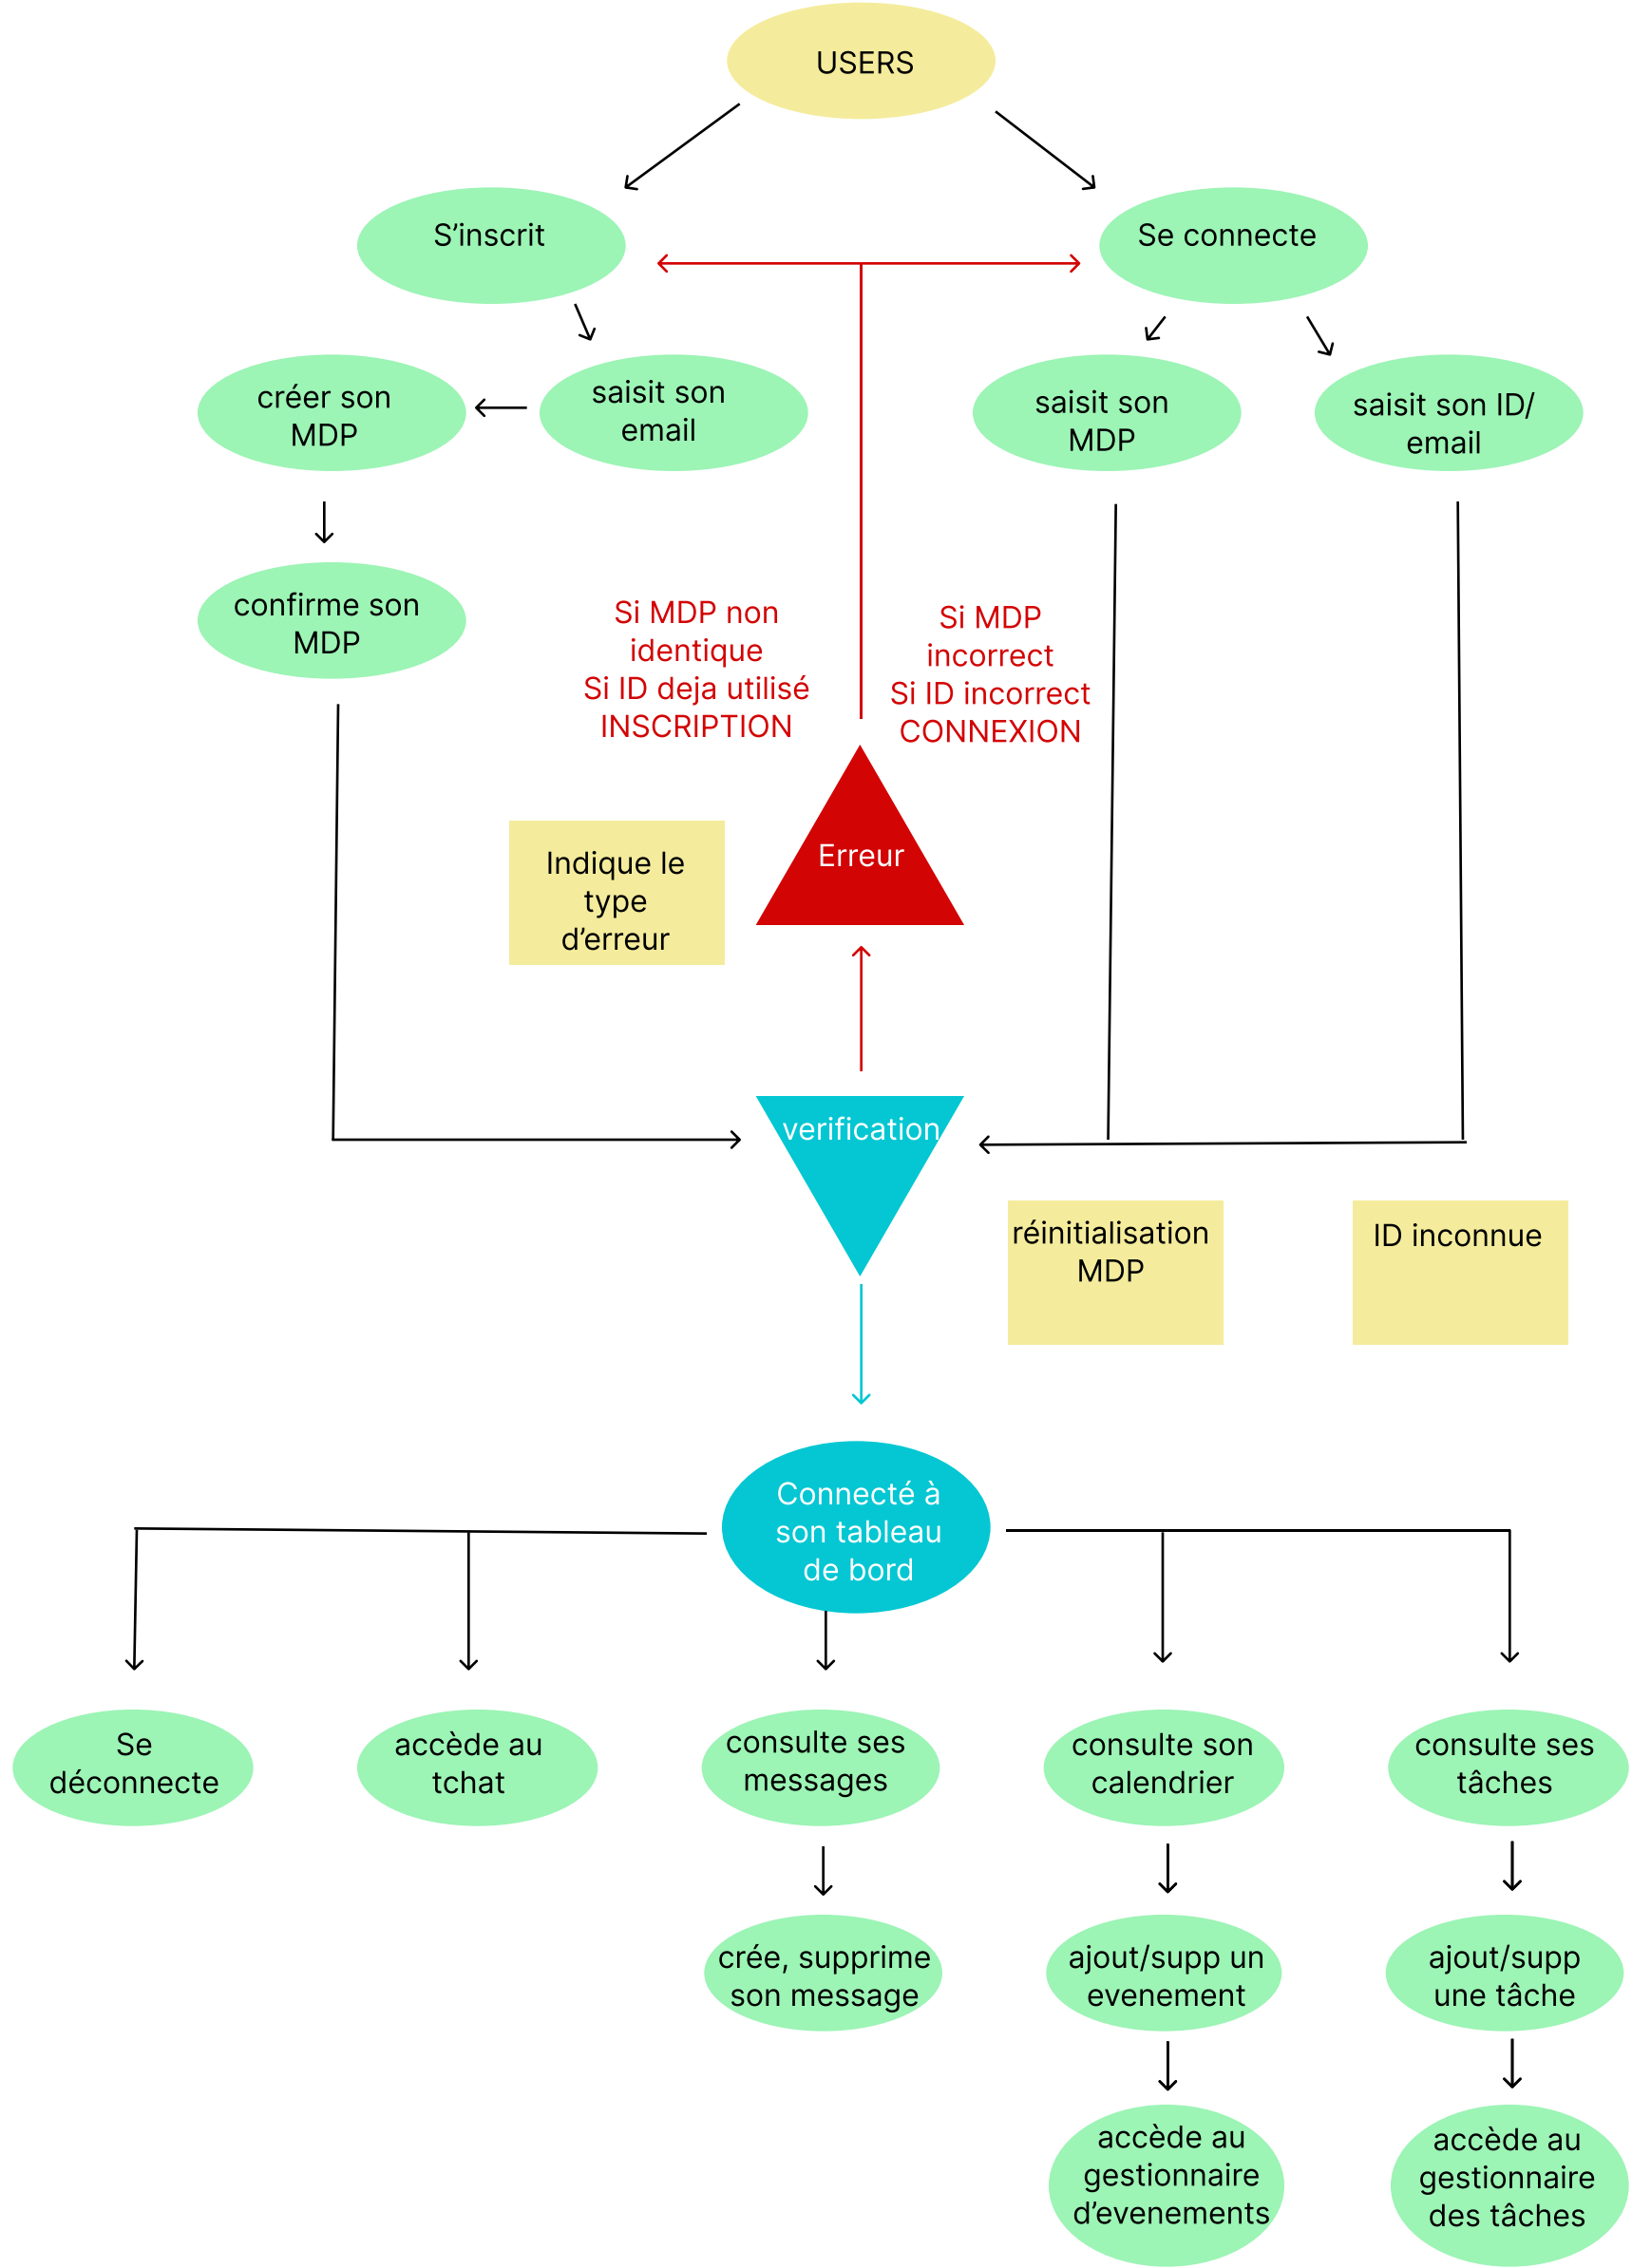 USERS
S’inscrit
Se connecte
créer son
MDP
saisit son
email
saisit son
MDP
saisit son ID/
email
confirme son
MDP
Si MDP non
identique
Si ID deja utilisé
INSCRIPTION
Si MDP
incorrect
Si ID incorrect
CONNEXION
Erreur
Indique le
type
d’erreur
verification
réinitialisation
MDP
ID inconnue
Connecté à
son tableau
de bord
Se
déconnecte
accède au
tchat
consulte ses
messages
consulte son
calendrier
consulte ses
tâches
crée, supprime
son message
ajout/supp un
evenement
ajout/supp
une tâche
accède au
gestionnaire
d’evenements
accède au
gestionnaire
des tâches